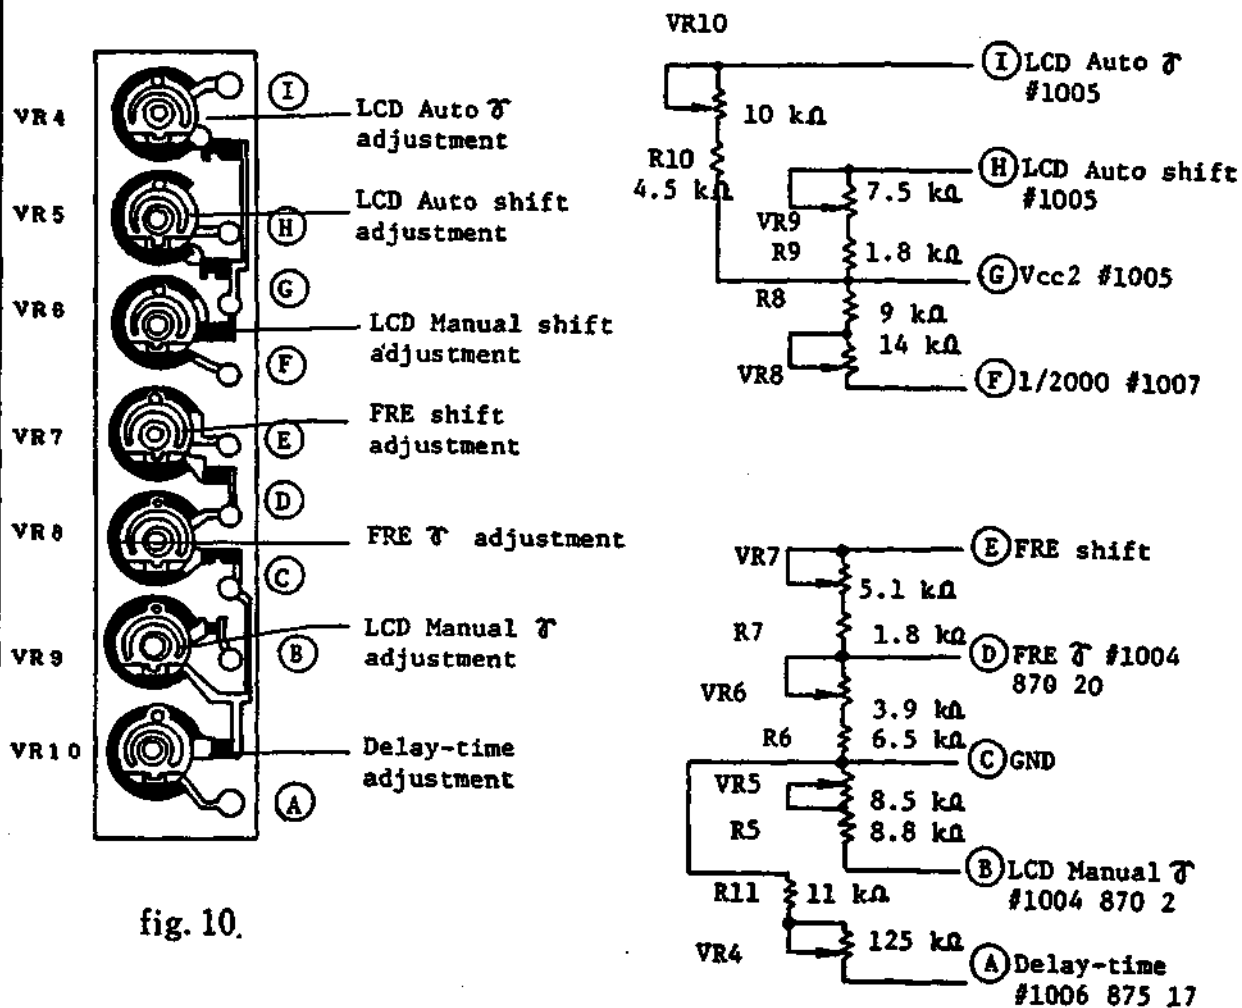 VR4
VR5
VR6
VR7
VR8
VR9
VR10
I
H
G
F
E
D
C
B
A
LCD Auto γ
adjustment
LCD Auto shift
adjustment
LCD Manual shift
adjustment
FRE shift
adjustment
FRE γ adjustment
LCD Manual γ
adjustment
Delay-time
adjustment
fig. 10.
VR10
I LCD Auto γ
#1005
10 kΩ
R10
4.5 kΩ
H LCD Auto shift
#1005
7.5 kΩ
VR9
R9
1.8 kΩ
G Vcc2 #1005
R8
9 kΩ
14 kΩ
VR8
F 1/2000 #1007
VR7
E FRE shift
5.1 kΩ
R7
1.8 kΩ
D FRE γ #1004
870 20
VR6
3.9 kΩ
R6
6.5 kΩ
C GND
VR5
8.5 kΩ
R5
8.8 kΩ
B LCD Manual γ
#1004 870 2
R11
11 kΩ
VR4
125 kΩ
A Delay-time
#1006 875 17